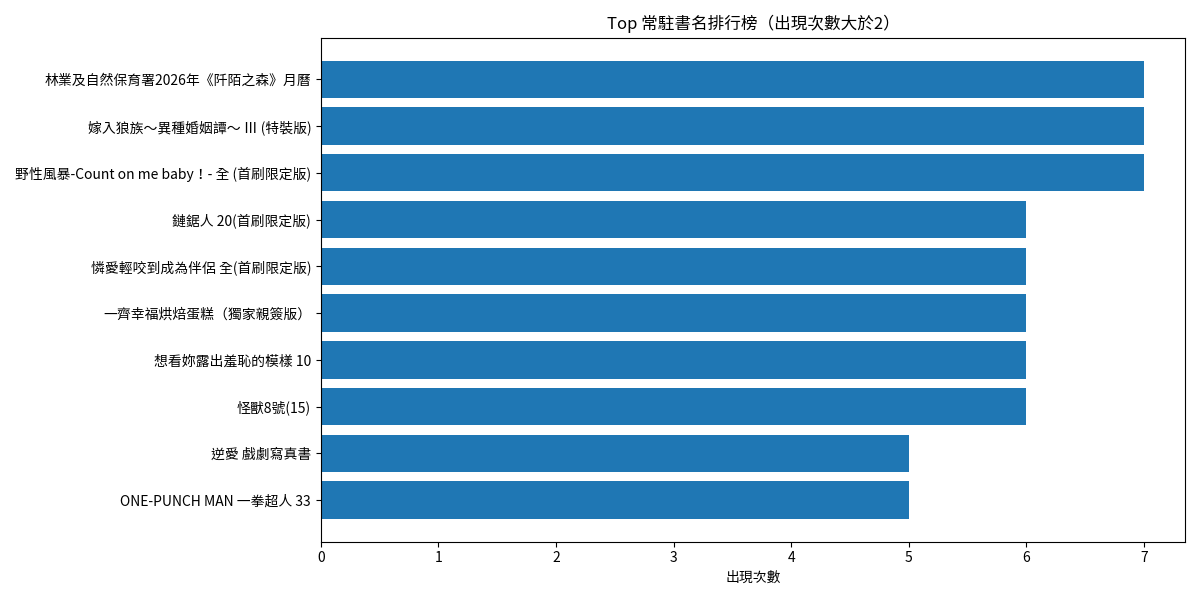 Top 常駐書名排行榜（出現次數大於2）
林業及自然保育署2026年《阡陌之森》月曆
嫁入狼族～異種婚姻譚～ III (特裝版)
野性風暴-Count on me baby！- 全 (首刷限定版)
鏈鋸人 20(首刷限定版)
憐愛輕咬到成為伴侶 全(首刷限定版)
一齊幸福烘焙蛋糕（獨家親簽版）
想看妳露出羞恥的模樣 10
怪獸8號(15)
逆愛 戲劇寫真書
ONE-PUNCH MAN 一拳超人 33
0 1 2 3 4 5 6 7
出現次數